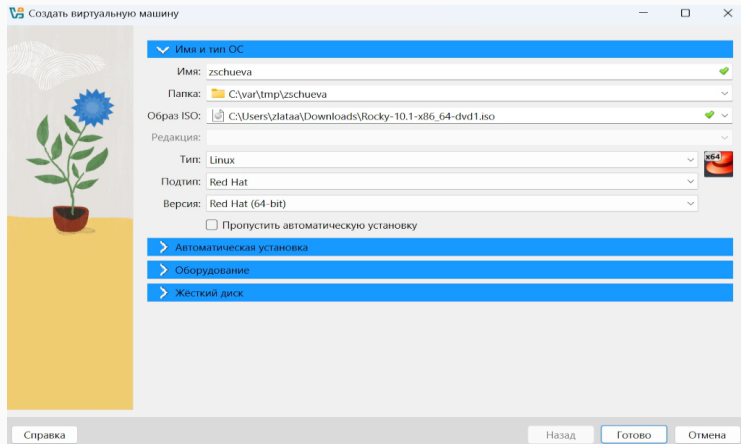 Создать виртуальную машину
Имя и тип ОС
Имя: zschueva
Папка: C:\var\tmp\zschueva
Образ ISO: C:\Users\zlataa\Downloads\Rocky-10.1-x86_64-dvd1.iso
Редакция:
Тип: Linux
x64
Подтип: Red Hat
Версия: Red Hat (64-bit)
Пропустить автоматическую установку
Автоматическая установка
Оборудование
Жёсткий диск
Справка Назад Готово Отмена